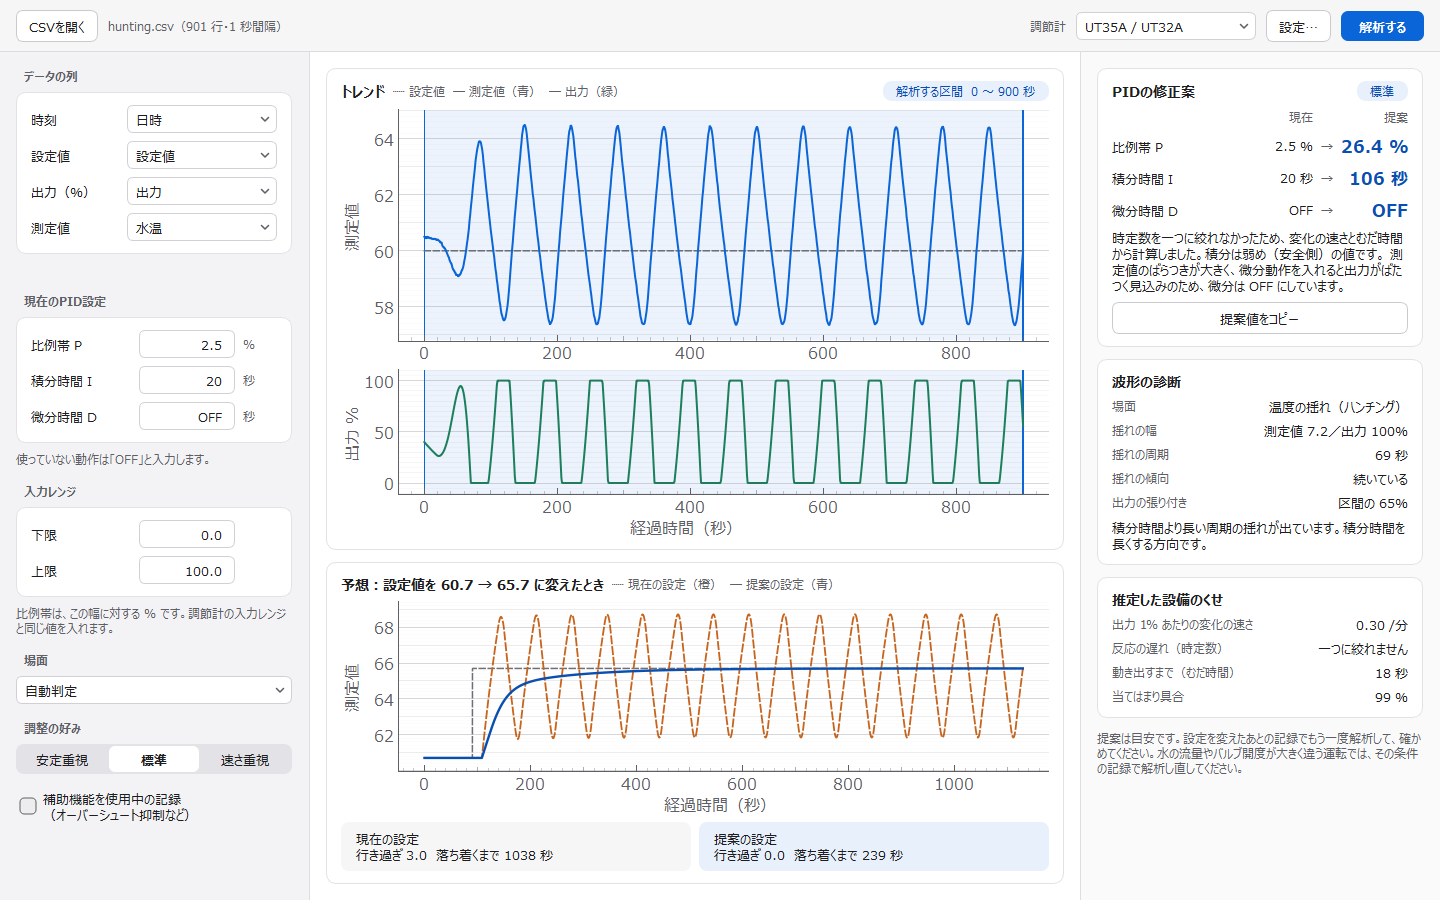 CSVを開く hunting.csv（901 行・1 秒間隔） 調節計 UT35A / UT32A 設定… 解析する
データの列
時刻 日時
設定値 設定値
出力（%） 出力
測定値 水温
現在のPID設定
比例帯 P 2.5 %
積分時間 I 20 秒
微分時間 D OFF 秒
使っていない動作は「OFF」と入力します。
入力レンジ
下限 0.0
上限 100.0
比例帯は、この幅に対する % です。調節計の入力レンジ
と同じ値を入れます。
場面
自動判定
調整の好み
安定重視 標準 速さ重視
補助機能を使用中の記録
（オーバーシュート抑制など）
トレンド ― 設定値 ― 測定値（青） ― 出力（緑） 解析する区間 0 ～ 900 秒
測定値
64
62
60
58
0 200 400 600 800
出力 %
100
50
0
0 200 400 600 800
経過時間（秒）
予想：設定値を 60.7 → 65.7 に変えたとき ― 現在の設定（橙） ― 提案の設定（青）
測定値
68
66
64
62
0 200 400 600 800 1000
経過時間（秒）
現在の設定
行き過ぎ 3.0 落ち着くまで 1038 秒
提案の設定
行き過ぎ 0.0 落ち着くまで 239 秒
PIDの修正案 標準
現在 提案
比例帯 P 2.5 % → 26.4 %
積分時間 I 20 秒 → 106 秒
微分時間 D OFF → OFF
時定数を一つに絞れなかったため、変化の速さとむだ時間
から計算しました。積分は弱め（安全側）の値です。 測
定値のばらつきが大きく、微分動作を入れると出力がばた
つく見込みのため、微分は OFF にしています。
提案値をコピー
波形の診断
場面 温度の揺れ（ハンチング）
揺れの幅 測定値 7.2／出力 100%
揺れの周期 69 秒
揺れの傾向 続いている
出力の張り付き 区間の 65%
積分時間より長い周期の揺れが出ています。積分時間を
長くする方向です。
推定した設備のくせ
出力 1% あたりの変化の速さ 0.30 /分
反応の遅れ（時定数） 一つに絞れません
動き出すまで（むだ時間） 18 秒
当てはまり具合 99 %
提案は目安です。設定を変えたあとの記録でもう一度解析して、確か
めてください。水の流量やバルブ開度が大きく違う運転では、その条件
の記録で解析し直してください。